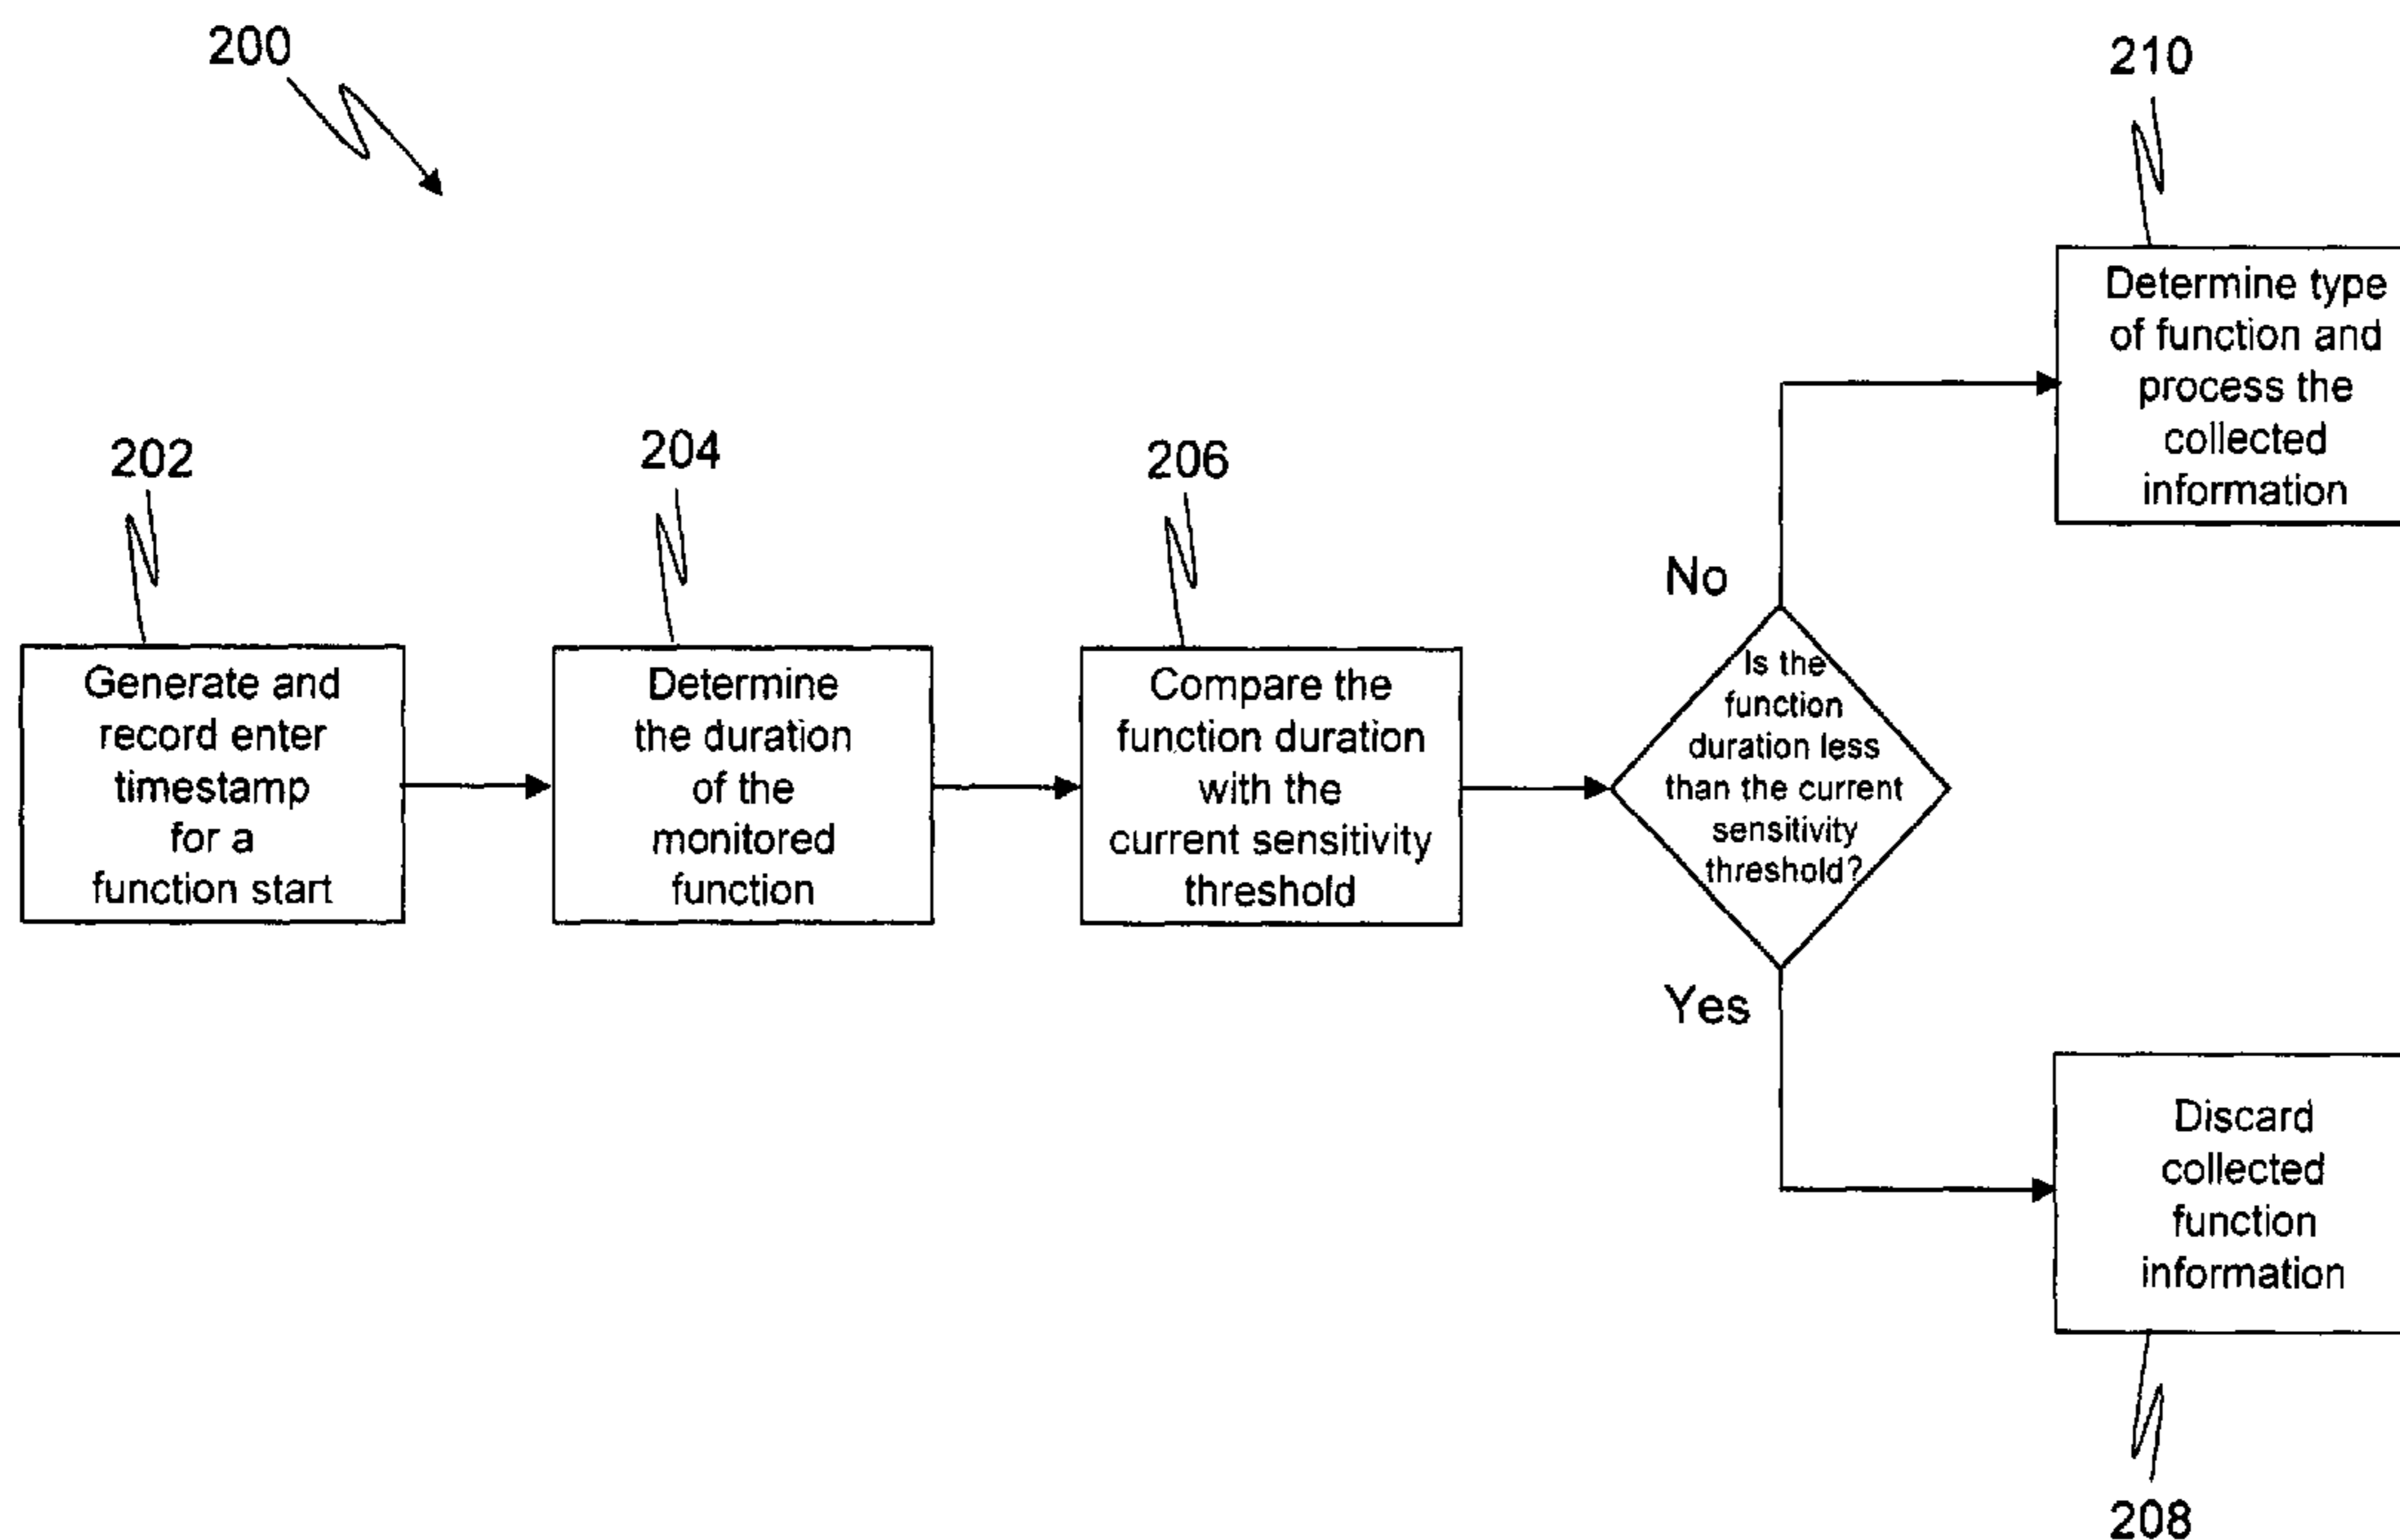 200
210
Determine type
of function and
process the
collected
information
202
204
206
Generate and
record enter
timestamp
for a
function start
Determine
the duration
of the
monitored
function
Compare the
function duration
with the
current sensitivity
threshold
No
Is the
function
duration less
than the current
sensitivity
threshold?
Yes
Discard
collected
function
information
208